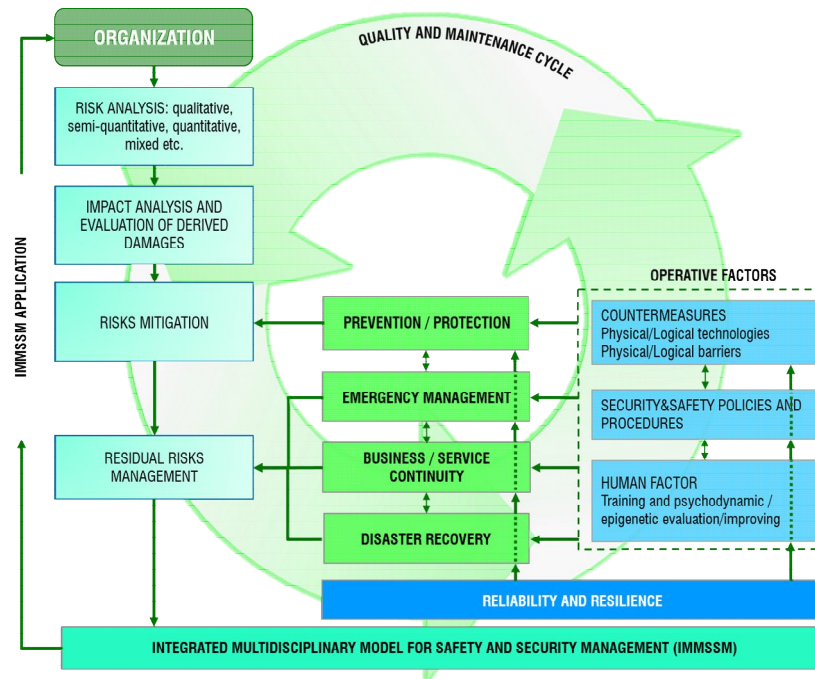 ORGANIZATION
QUALITY AND MAINTENANCE CYCLE
RISK ANALYSIS: qualitative,
semi-quantitative, quantitative,
mixed etc.
IMPACT ANALYSIS AND
EVALUATION OF DERIVED
DAMAGES
RISKS MITIGATION
RESIDUAL RISKS
MANAGEMENT
IMMSSM APPLICATION
PREVENTION / PROTECTION
EMERGENCY MANAGEMENT
BUSINESS / SERVICE
CONTINUITY
DISASTER RECOVERY
OPERATIVE FACTORS
COUNTERMEASURES
Physical/Logical technologies
Physical/Logical barriers
SECURITY&SAFETY POLICIES AND
PROCEDURES
HUMAN FACTOR
Training and psychodynamic /
epigenetic evaluation/improving
RELIABILITY AND RESILIENCE
INTEGRATED MULTIDISCIPLINARY MODEL FOR SAFETY AND SECURITY MANAGEMENT (IMMSSM)